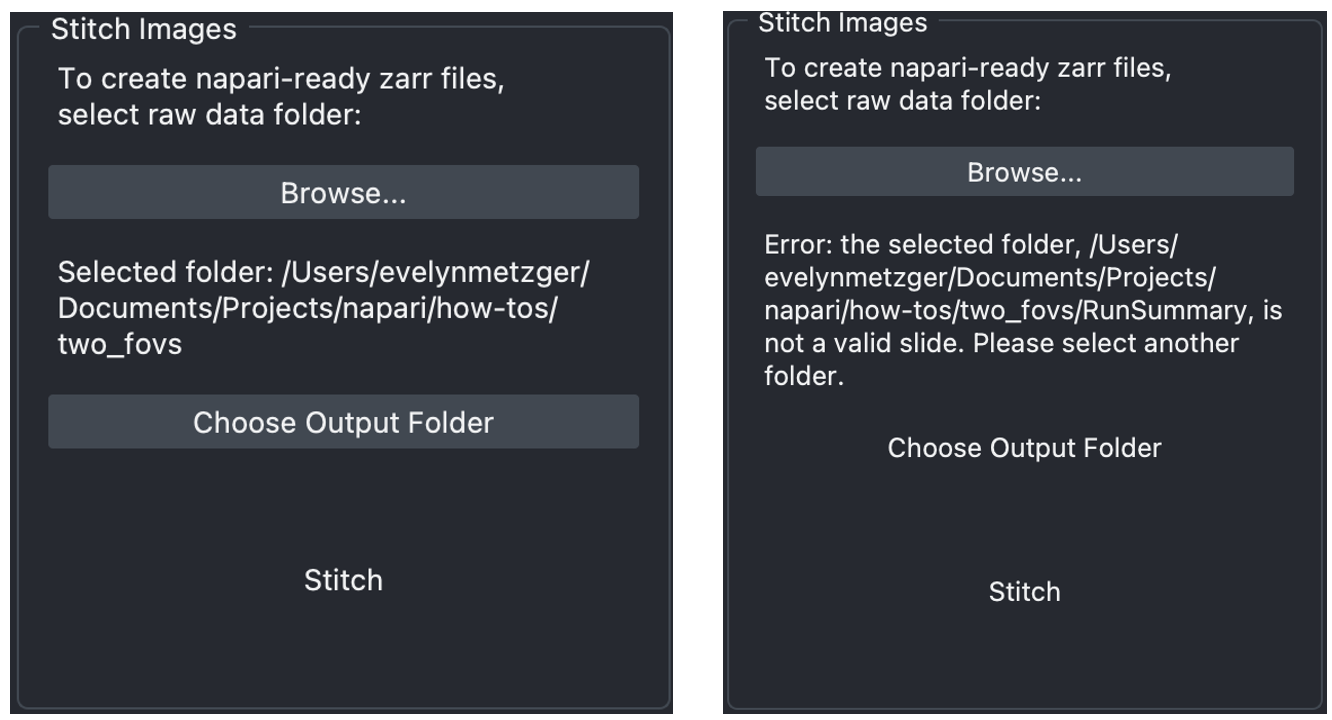 Stitch Images
To create napari-ready zarr files,
select raw data folder:
Browse...
Selected folder: /Users/evelynmetzger/
Documents/Projects/napari/how-tos/
two_fovs
Choose Output Folder
Stitch
Stitch Images
To create napari-ready zarr files,
select raw data folder:
Browse...
Error: the selected folder, /Users/
evelynmetzger/Documents/Projects/
napari/how-tos/two_fovs/RunSummary, is
not a valid slide. Please select another
folder.
Choose Output Folder
Stitch